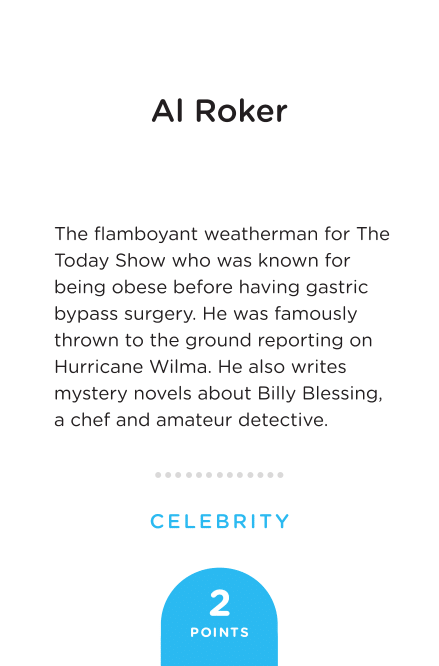 Al Roker
The flamboyant weatherman for The
Today Show who was known for
being obese before having gastric
bypass surgery. He was famously
thrown to the ground reporting on
Hurricane Wilma. He also writes
mystery novels about Billy Blessing,
a chef and amateur detective.
CELEBRITY
2
POINTS